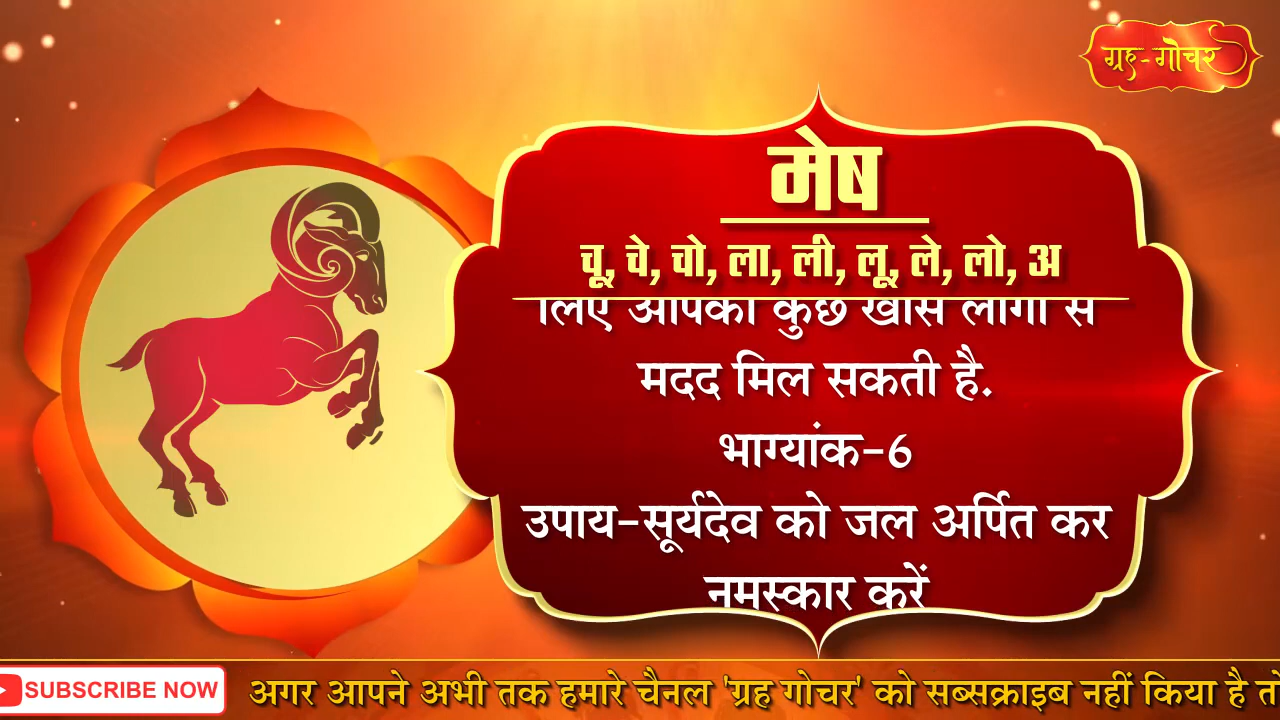 ग्रह-गोचर
मेष
चू, चे, चो, ला, ली, लू, ले, लो, अ
लिए आपको कुछ खास लोगों से
मदद मिल सकती है.
भाग्यांक-6
उपाय-सूर्यदेव को जल अर्पित कर
नमस्कार करें
SUBSCRIBE NOW
अगर आपने अभी तक हमारे चैनल 'ग्रह गोचर' को सब्सक्राइब नहीं किया है तो